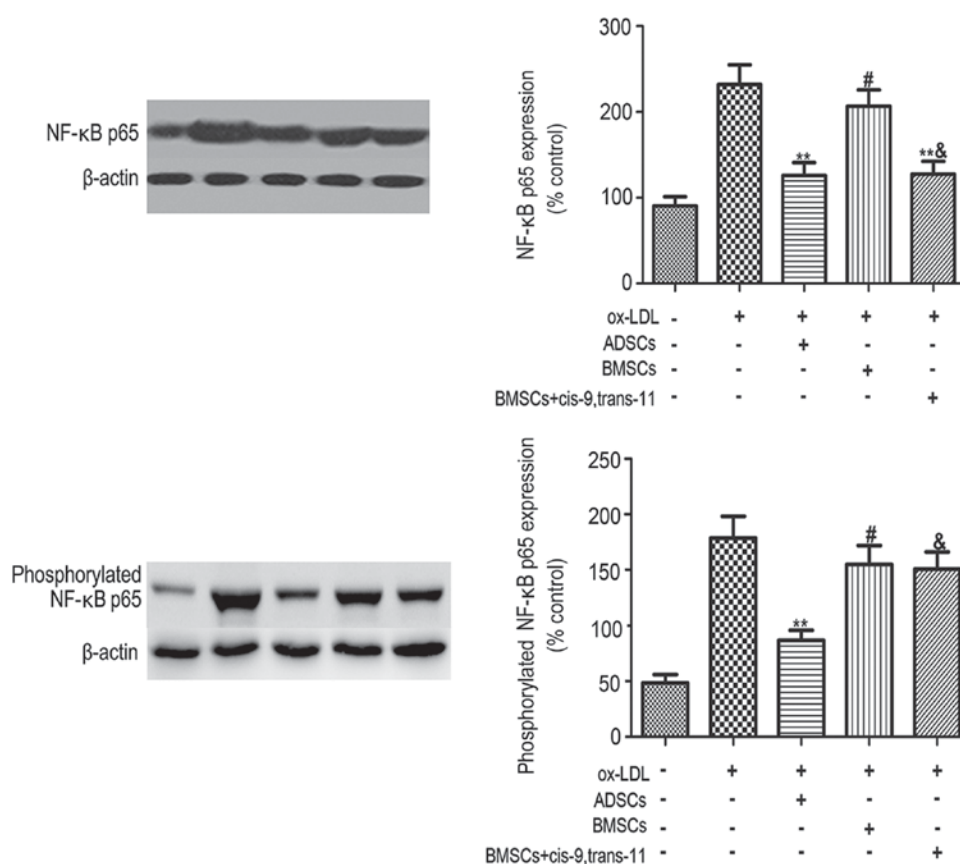 NF-κB p65
β-actin
NF-κB p65 expression
(% control)
300
200
100
0
#
**
**&
ox-LDL - + + + +
ADSCs - - + - -
BMSCs - - - + -
BMSCs+cis-9,trans-11 - - - - +
Phosphorylated
NF-κB p65
β-actin
Phosphorylated NF-κB p65 expression
(% control)
250
200
150
100
50
0
#
&
**
ox-LDL - + + + +
ADSCs - - + - -
BMSCs - - - + -
BMSCs+cis-9,trans-11 - - - - +